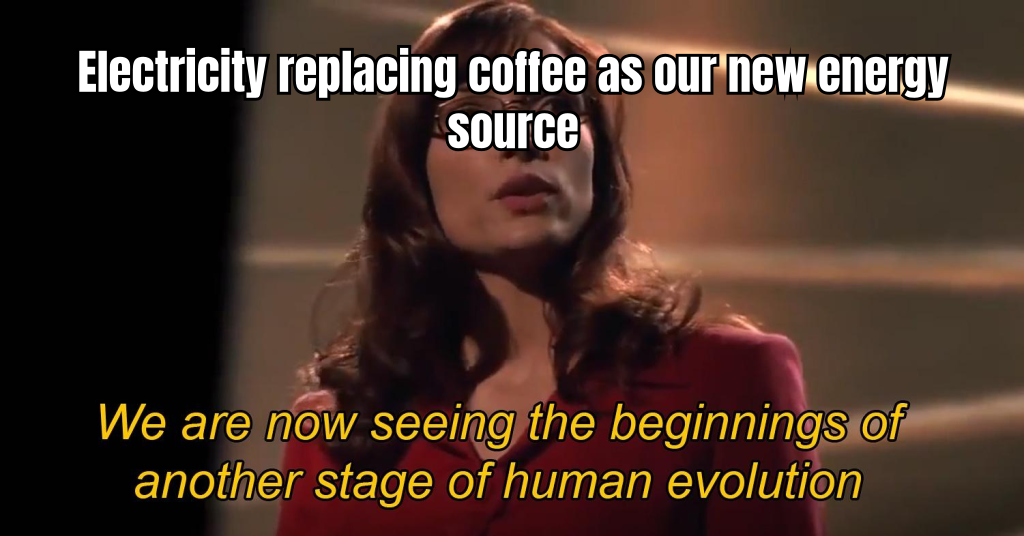 Electricity replacing coffee as our new energy
source
We are now seeing the beginnings of
another stage of human evolution